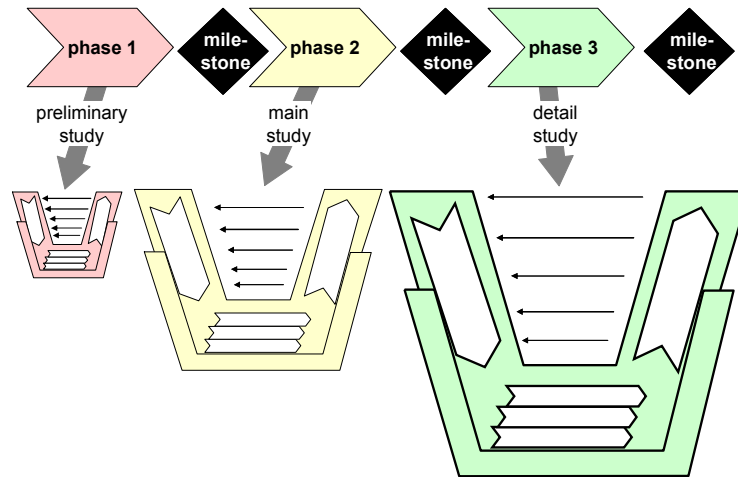 phase 1
mile-
stone
phase 2
mile-
stone
phase 3
mile-
stone
preliminary
study
main
study
detail
study